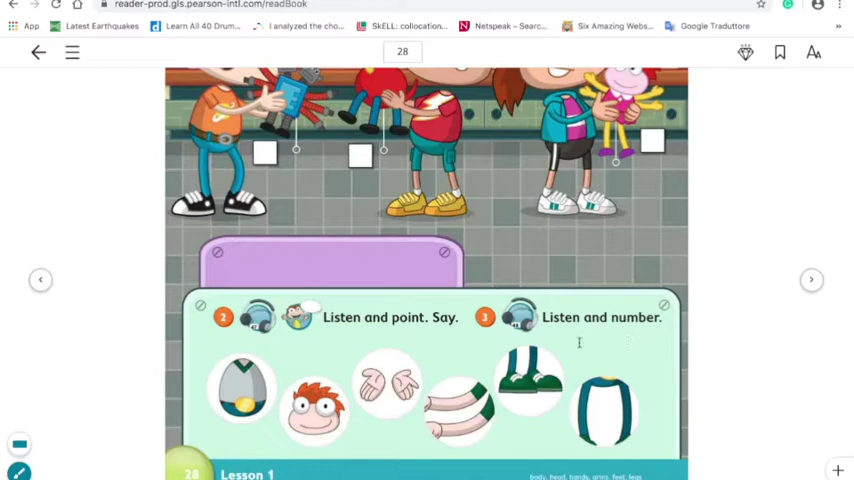 reader-prod.gls.pearson-intl.com/readBook
App
Latest Earthquakes
Learn All 40 Drum...
I analyzed the cho...
SkELL: collocation...
Netspeak – Searc...
Six Amazing Webs...
Google Traduttore
»
28
AA
2 Listen and point. Say.
3 Listen and number.
28 Lesson 1
body, head, hands, arms, feet, legs